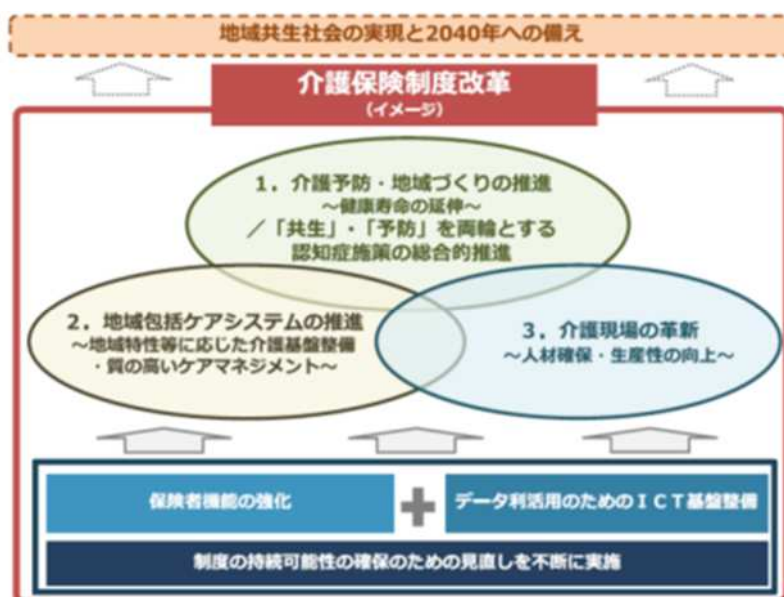 地域共生社会の実現と2040年への備え
介護保険制度改革
(イメージ)
1．介護予防・地域づくりの推進
～健康寿命の延伸～
／「共生」・「予防」を両輪とする
認知症施策の総合的推進
2．地域包括ケアシステムの推進
～地域特性等に応じた介護基盤整備
・質の高いケアマネジメント～
3．介護現場の革新
～人材確保・生産性の向上～
保険者機能の強化
+
データ利活用のためのＩＣＴ基盤整備
制度の持続可能性の確保のための見直しを不断に実施